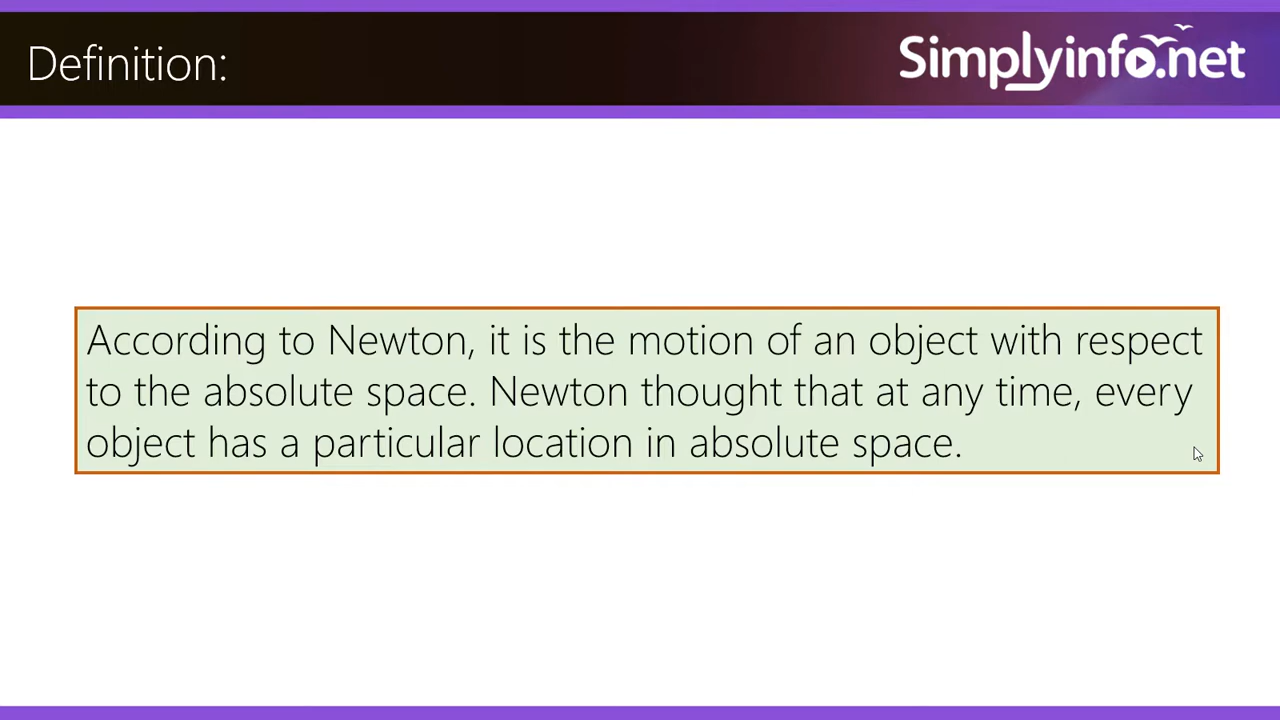 Definition:
Simplyinfo.net
According to Newton, it is the motion of an object with respect
to the absolute space. Newton thought that at any time, every
object has a particular location in absolute space.